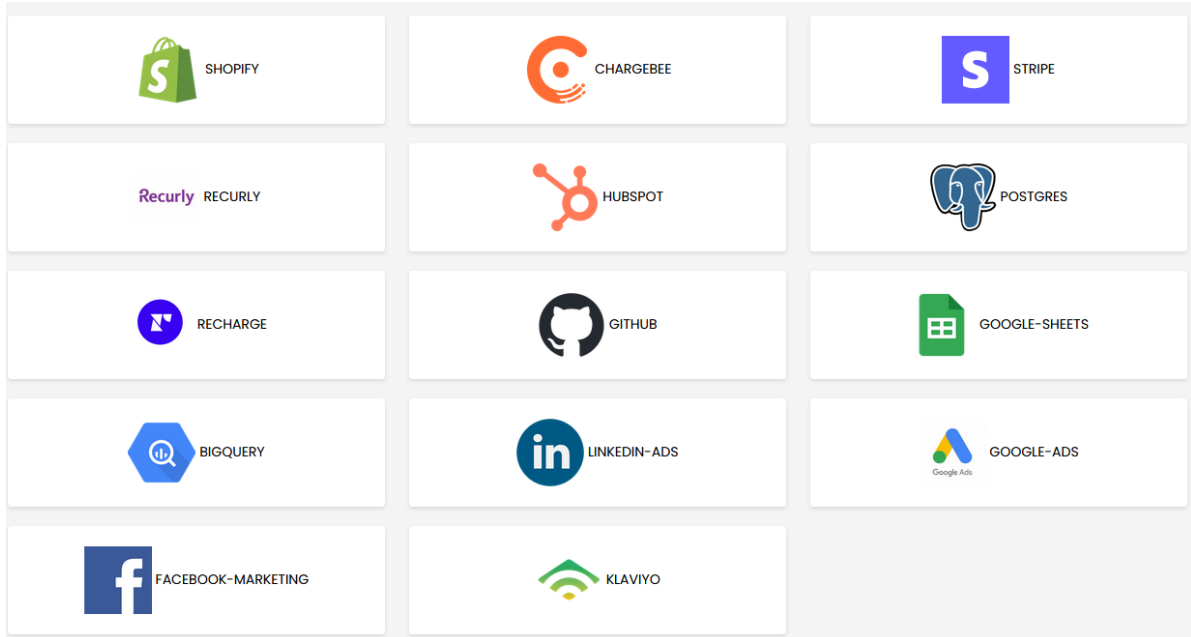 SHOPIFY
CHARGEBEE
STRIPE
Recurly RECURLY
HUBSPOT
POSTGRES
RECHARGE
GITHUB
GOOGLE-SHEETS
BIGQUERY
in LINKEDIN-ADS
Google Ads GOOGLE-ADS
f FACEBOOK-MARKETING
KLAVIYO